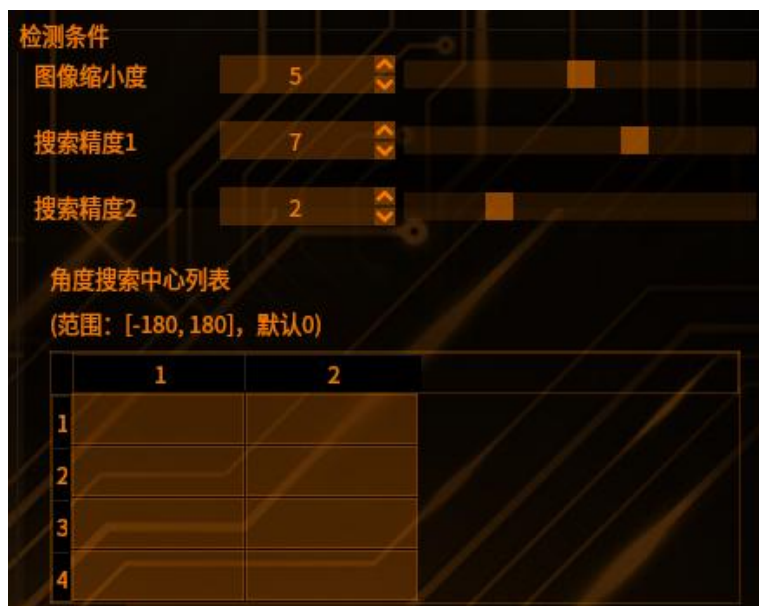 检测条件
图像缩小度 5
搜索精度1 7
搜索精度2 2
角度搜索中心列表
(范围：[-180, 180]，默认0)
1 2
1
2
3
4